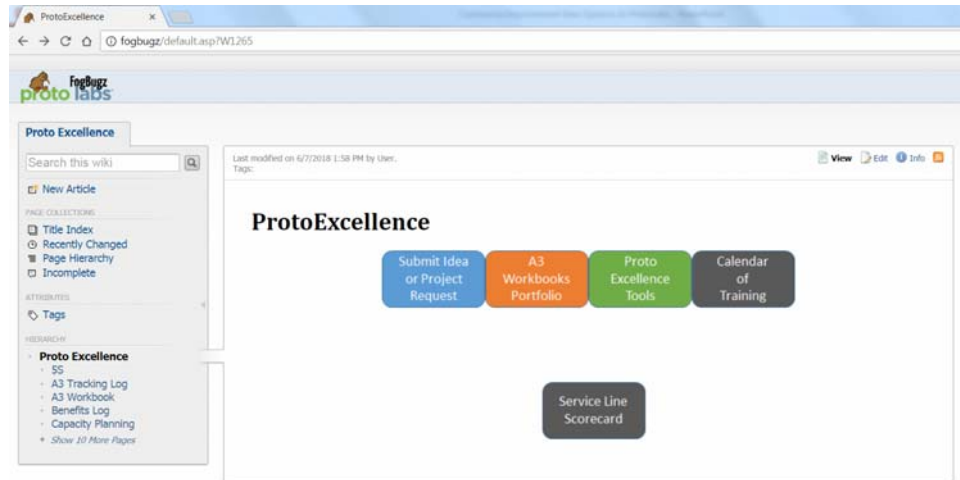 ProtoExcellence
fogbugz/default.asp?W1265
FogBugz
proto labs
Proto Excellence
Search this wiki
New Article
PAGE COLLECTIONS
Title Index
Recently Changed
Page Hierarchy
Incomplete
ATTRIBUTES
Tags
HIERARCHY
Proto Excellence
5S
A3 Tracking Log
A3 Workbook
Benefits Log
Capacity Planning
Show 10 More Pages
Last modified on 6/7/2018 1:58 PM by User.
Tags:
View Edit Info
ProtoExcellence
Submit Idea
or Project
Request
A3
Workbooks
Portfolio
Proto
Excellence
Tools
Calendar
of
Training
Service Line
Scorecard